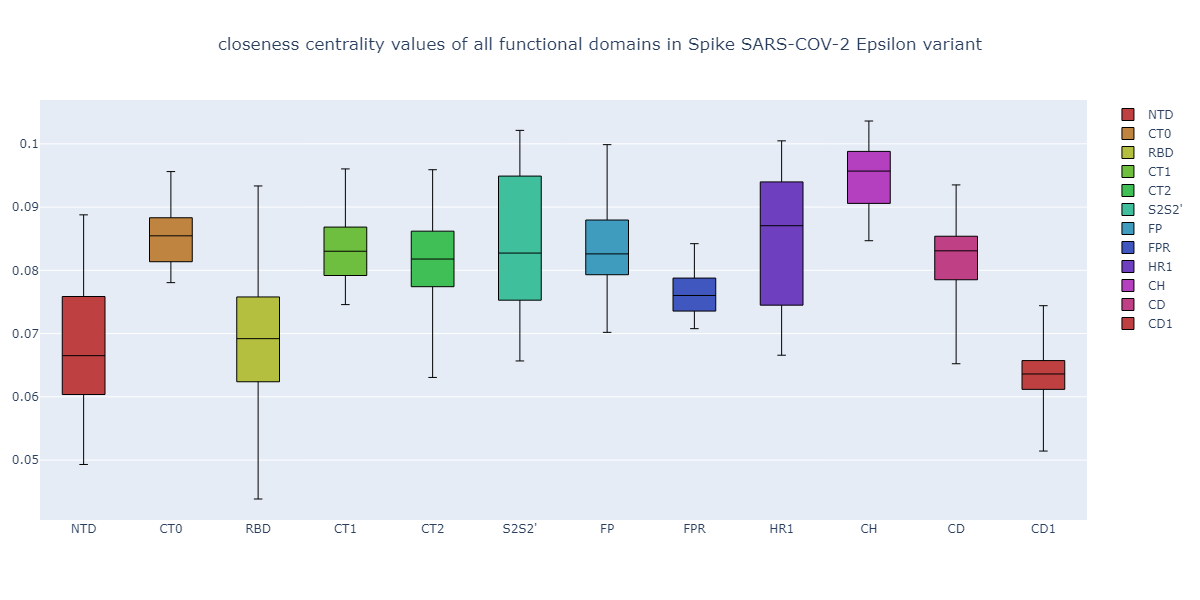 closeness centrality values of all functional domains in Spike SARS-COV-2 Epsilon variant
0.1
0.09
0.08
0.07
0.06
0.05
NTD CT0 RBD CT1 CT2 S2S2' FP FPR HR1 CH CD CD1
NTD
CT0
RBD
CT1
CT2
S2S2'
FP
FPR
HR1
CH
CD
CD1